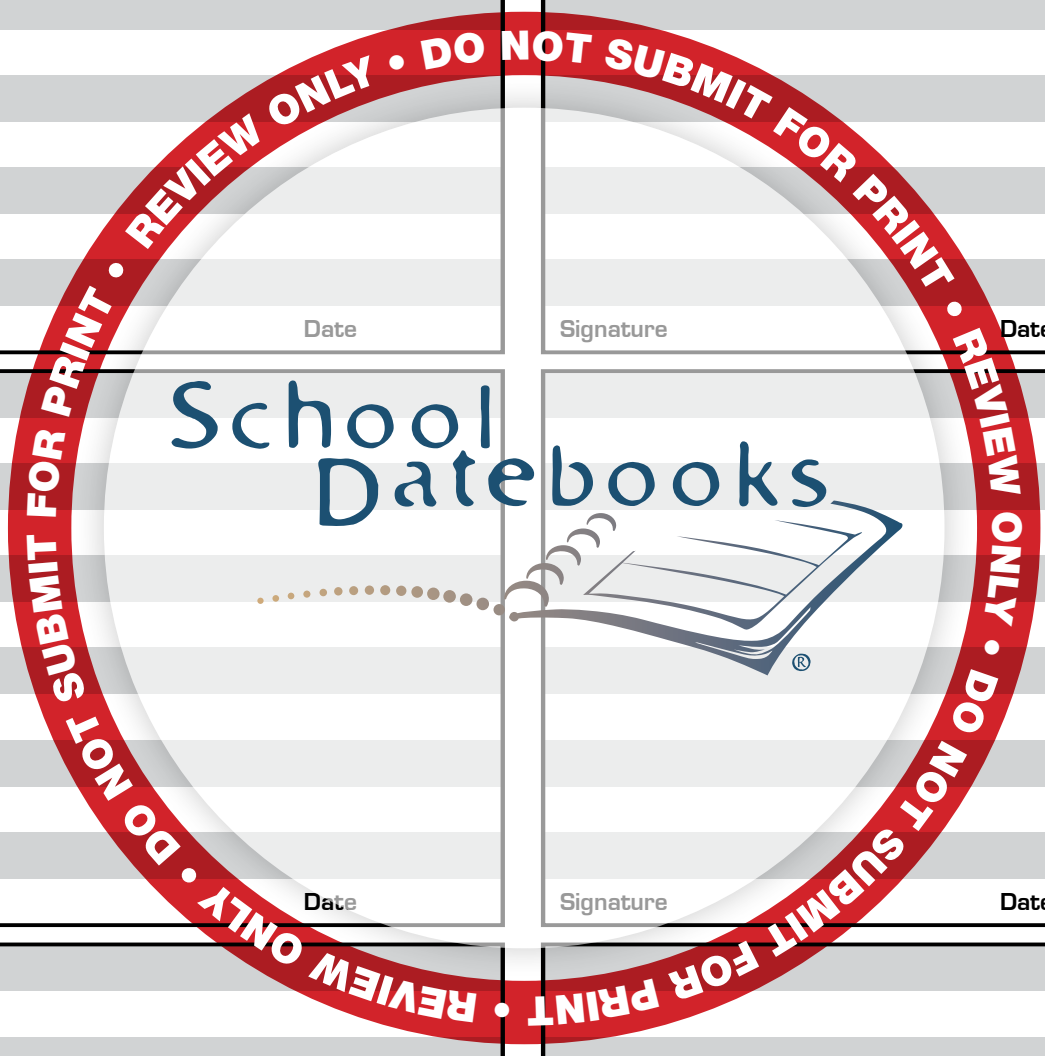 REVIEW ONLY • DO NOT SUBMIT FOR PRINT • REVIEW ONLY • DO NOT SUBMIT FOR PRINT • REVIEW ONLY • DO NOT SUBMIT FOR PRINT •
Date Signature Date
School
Datebooks
®
Date Signature Date